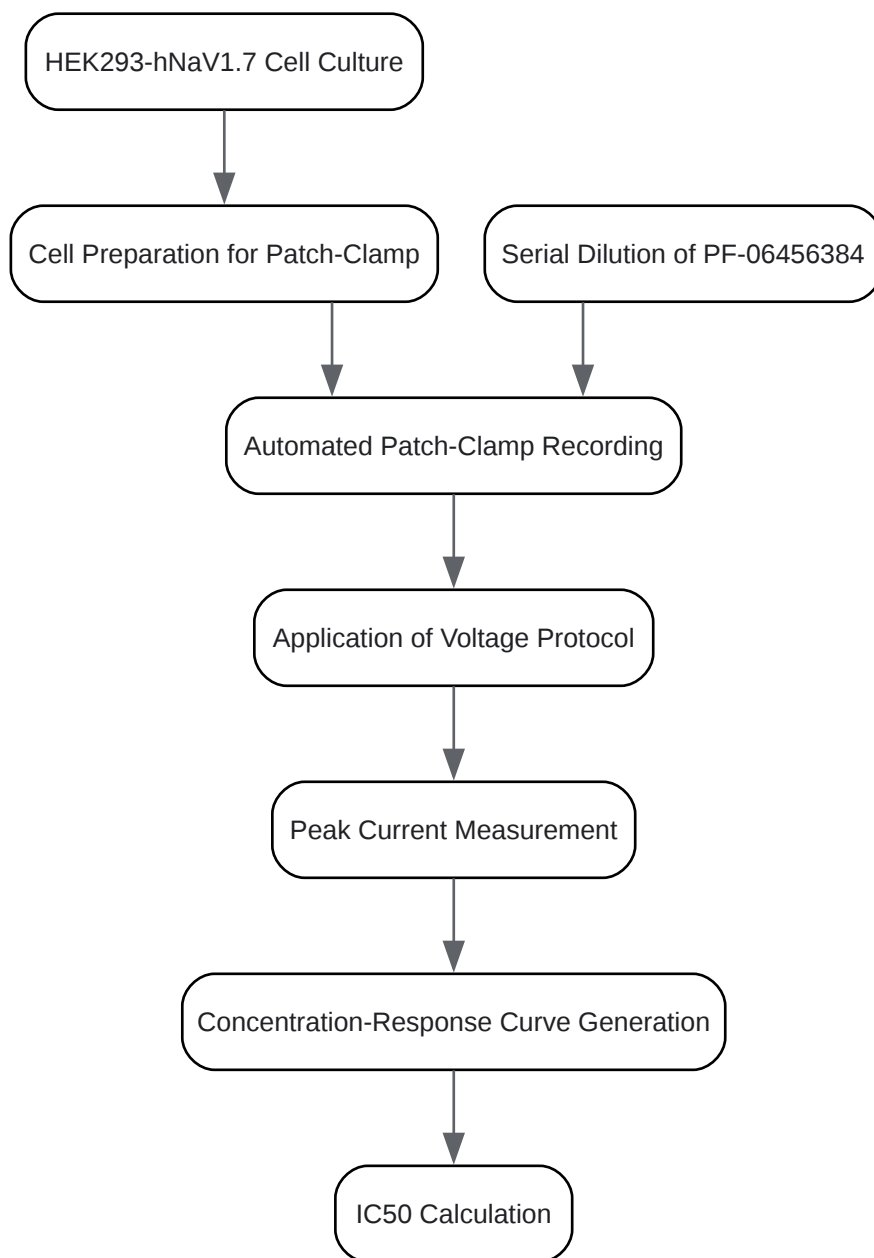 HEK293-hNaV1.7 Cell Culture
Cell Preparation for Patch-Clamp
Serial Dilution of PF-06456384
Automated Patch-Clamp Recording
Application of Voltage Protocol
Peak Current Measurement
Concentration-Response Curve Generation
IC50 Calculation